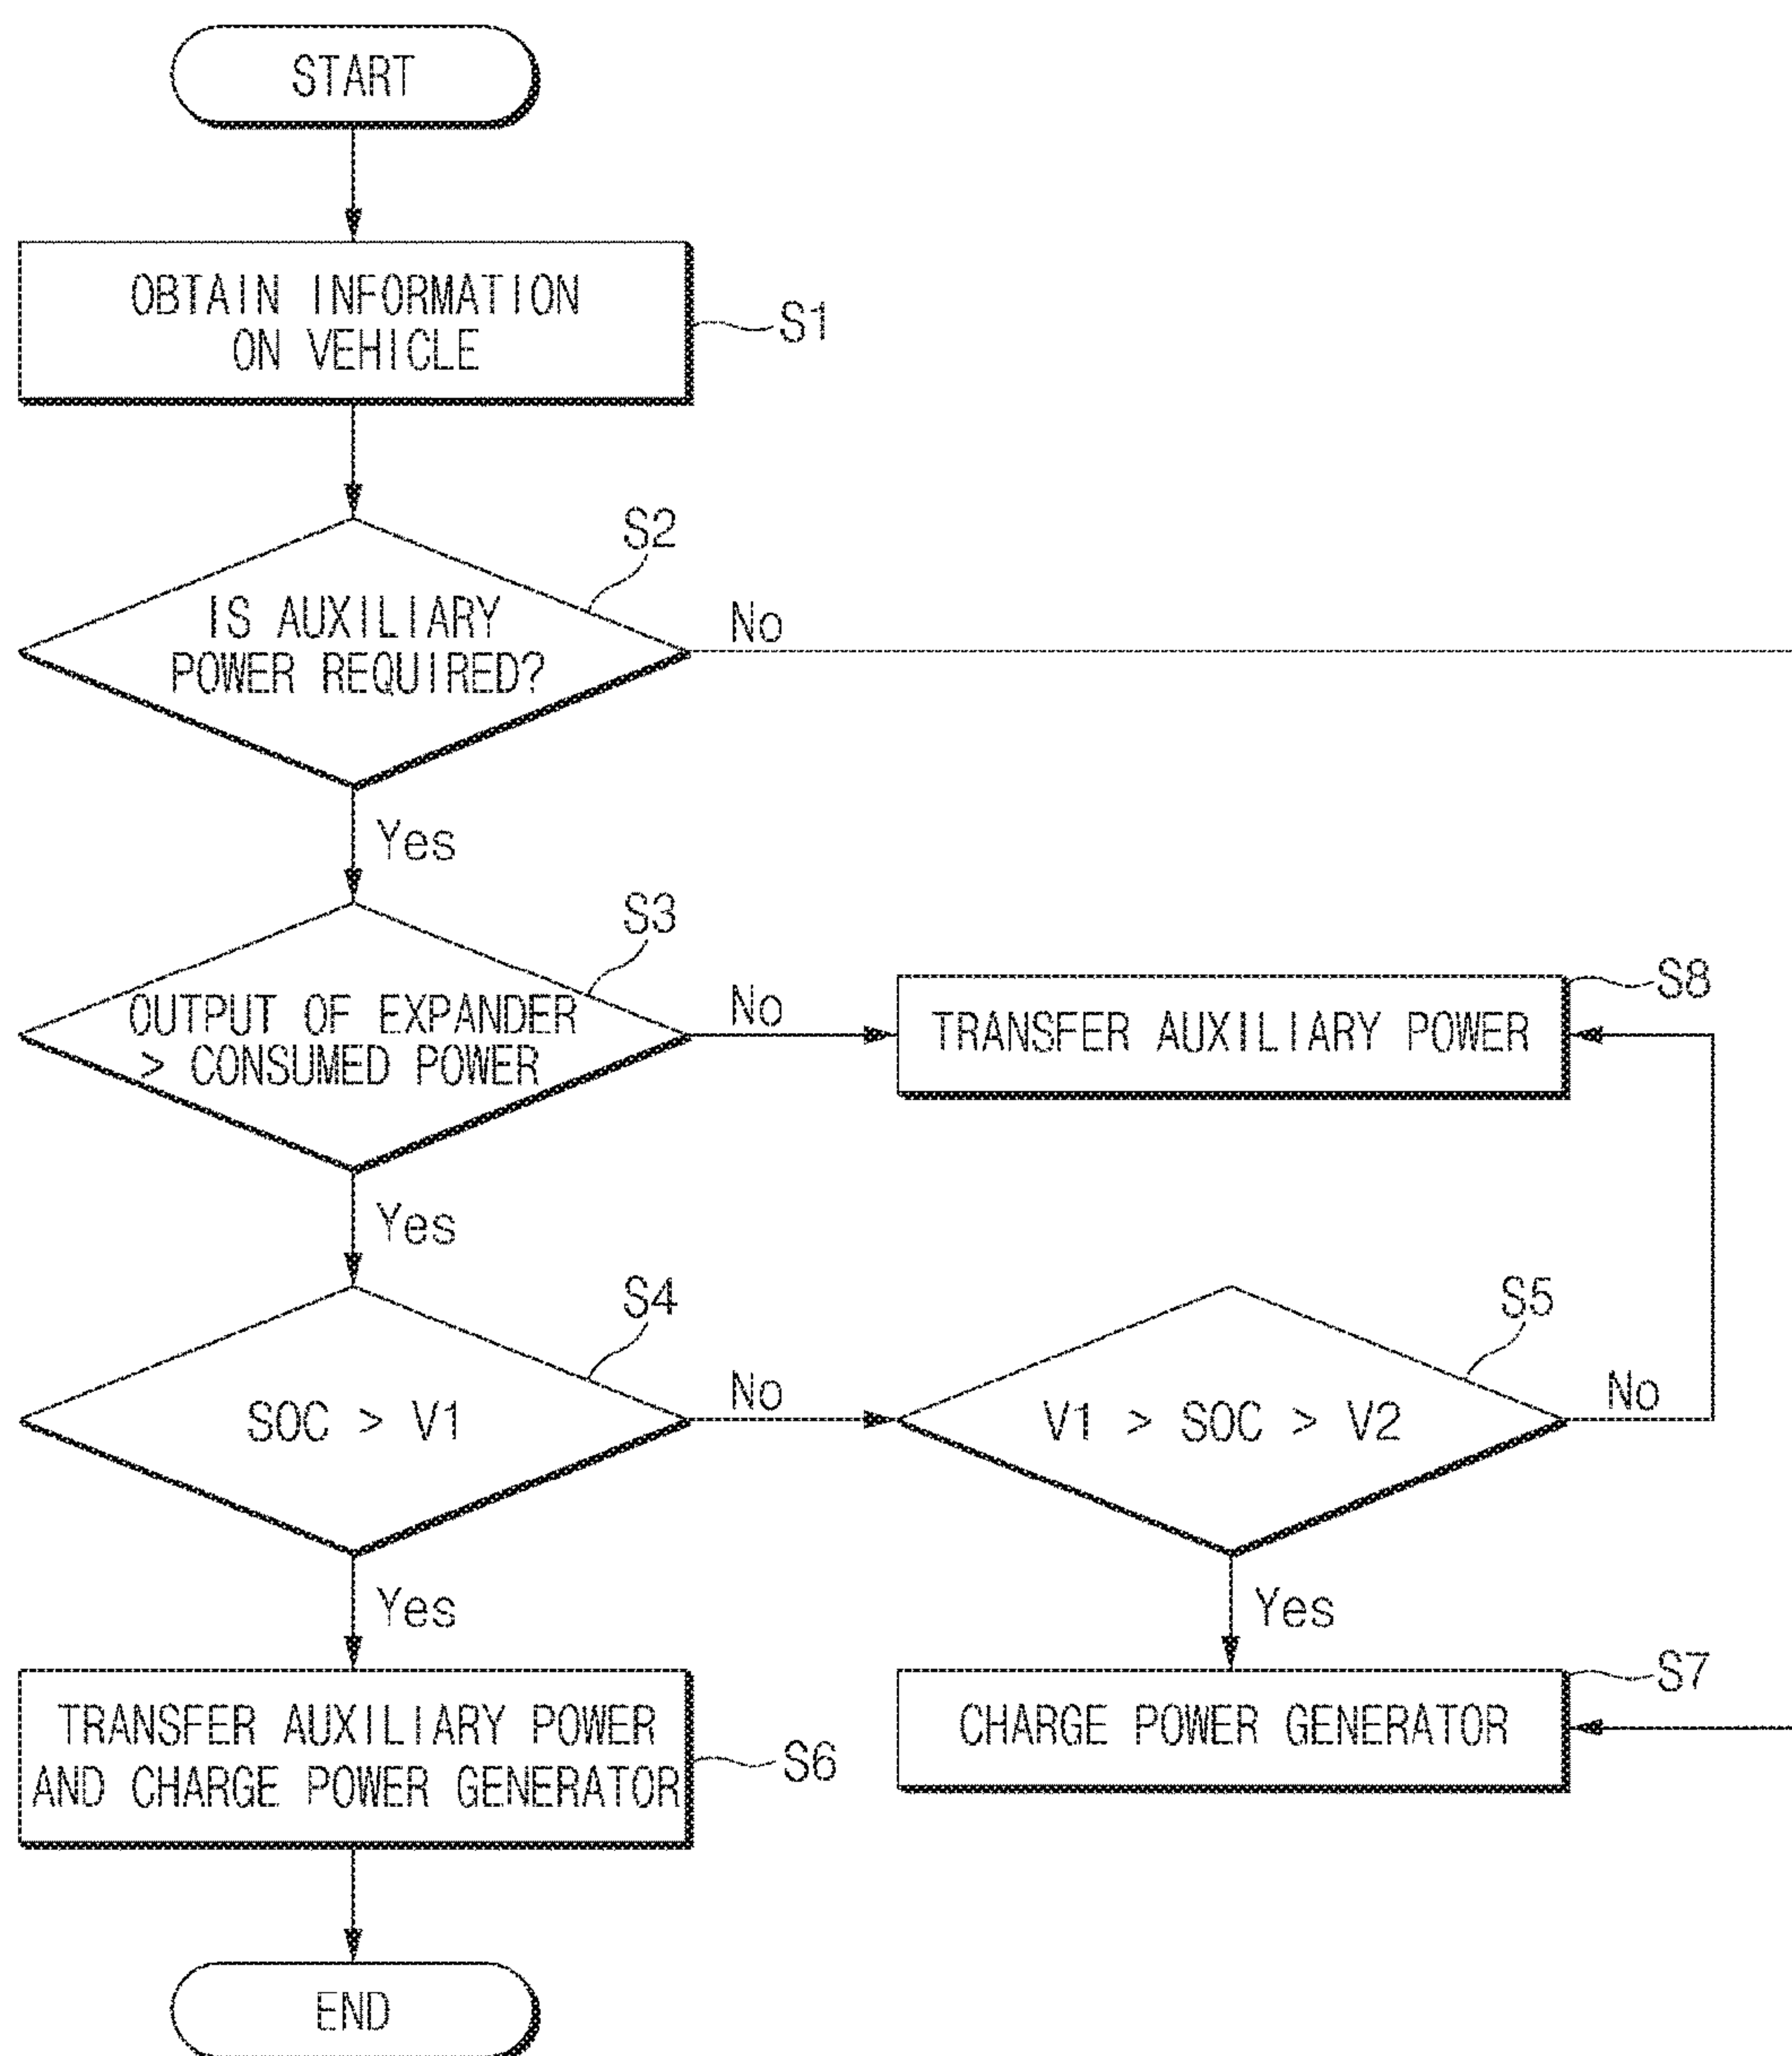 START
OBTAIN INFORMATION
ON VEHICLE
S1
S2
IS AUXILIARY
POWER REQUIRED?
No
Yes
S3
OUTPUT OF EXPANDER
> CONSUMED POWER
No
S8
TRANSFER AUXILIARY POWER
Yes
S4
SOC > V1
No
S5
V1 > SOC > V2
No
Yes
Yes
TRANSFER AUXILIARY POWER
AND CHARGE POWER GENERATOR
S6
S7
CHARGE POWER GENERATOR
END